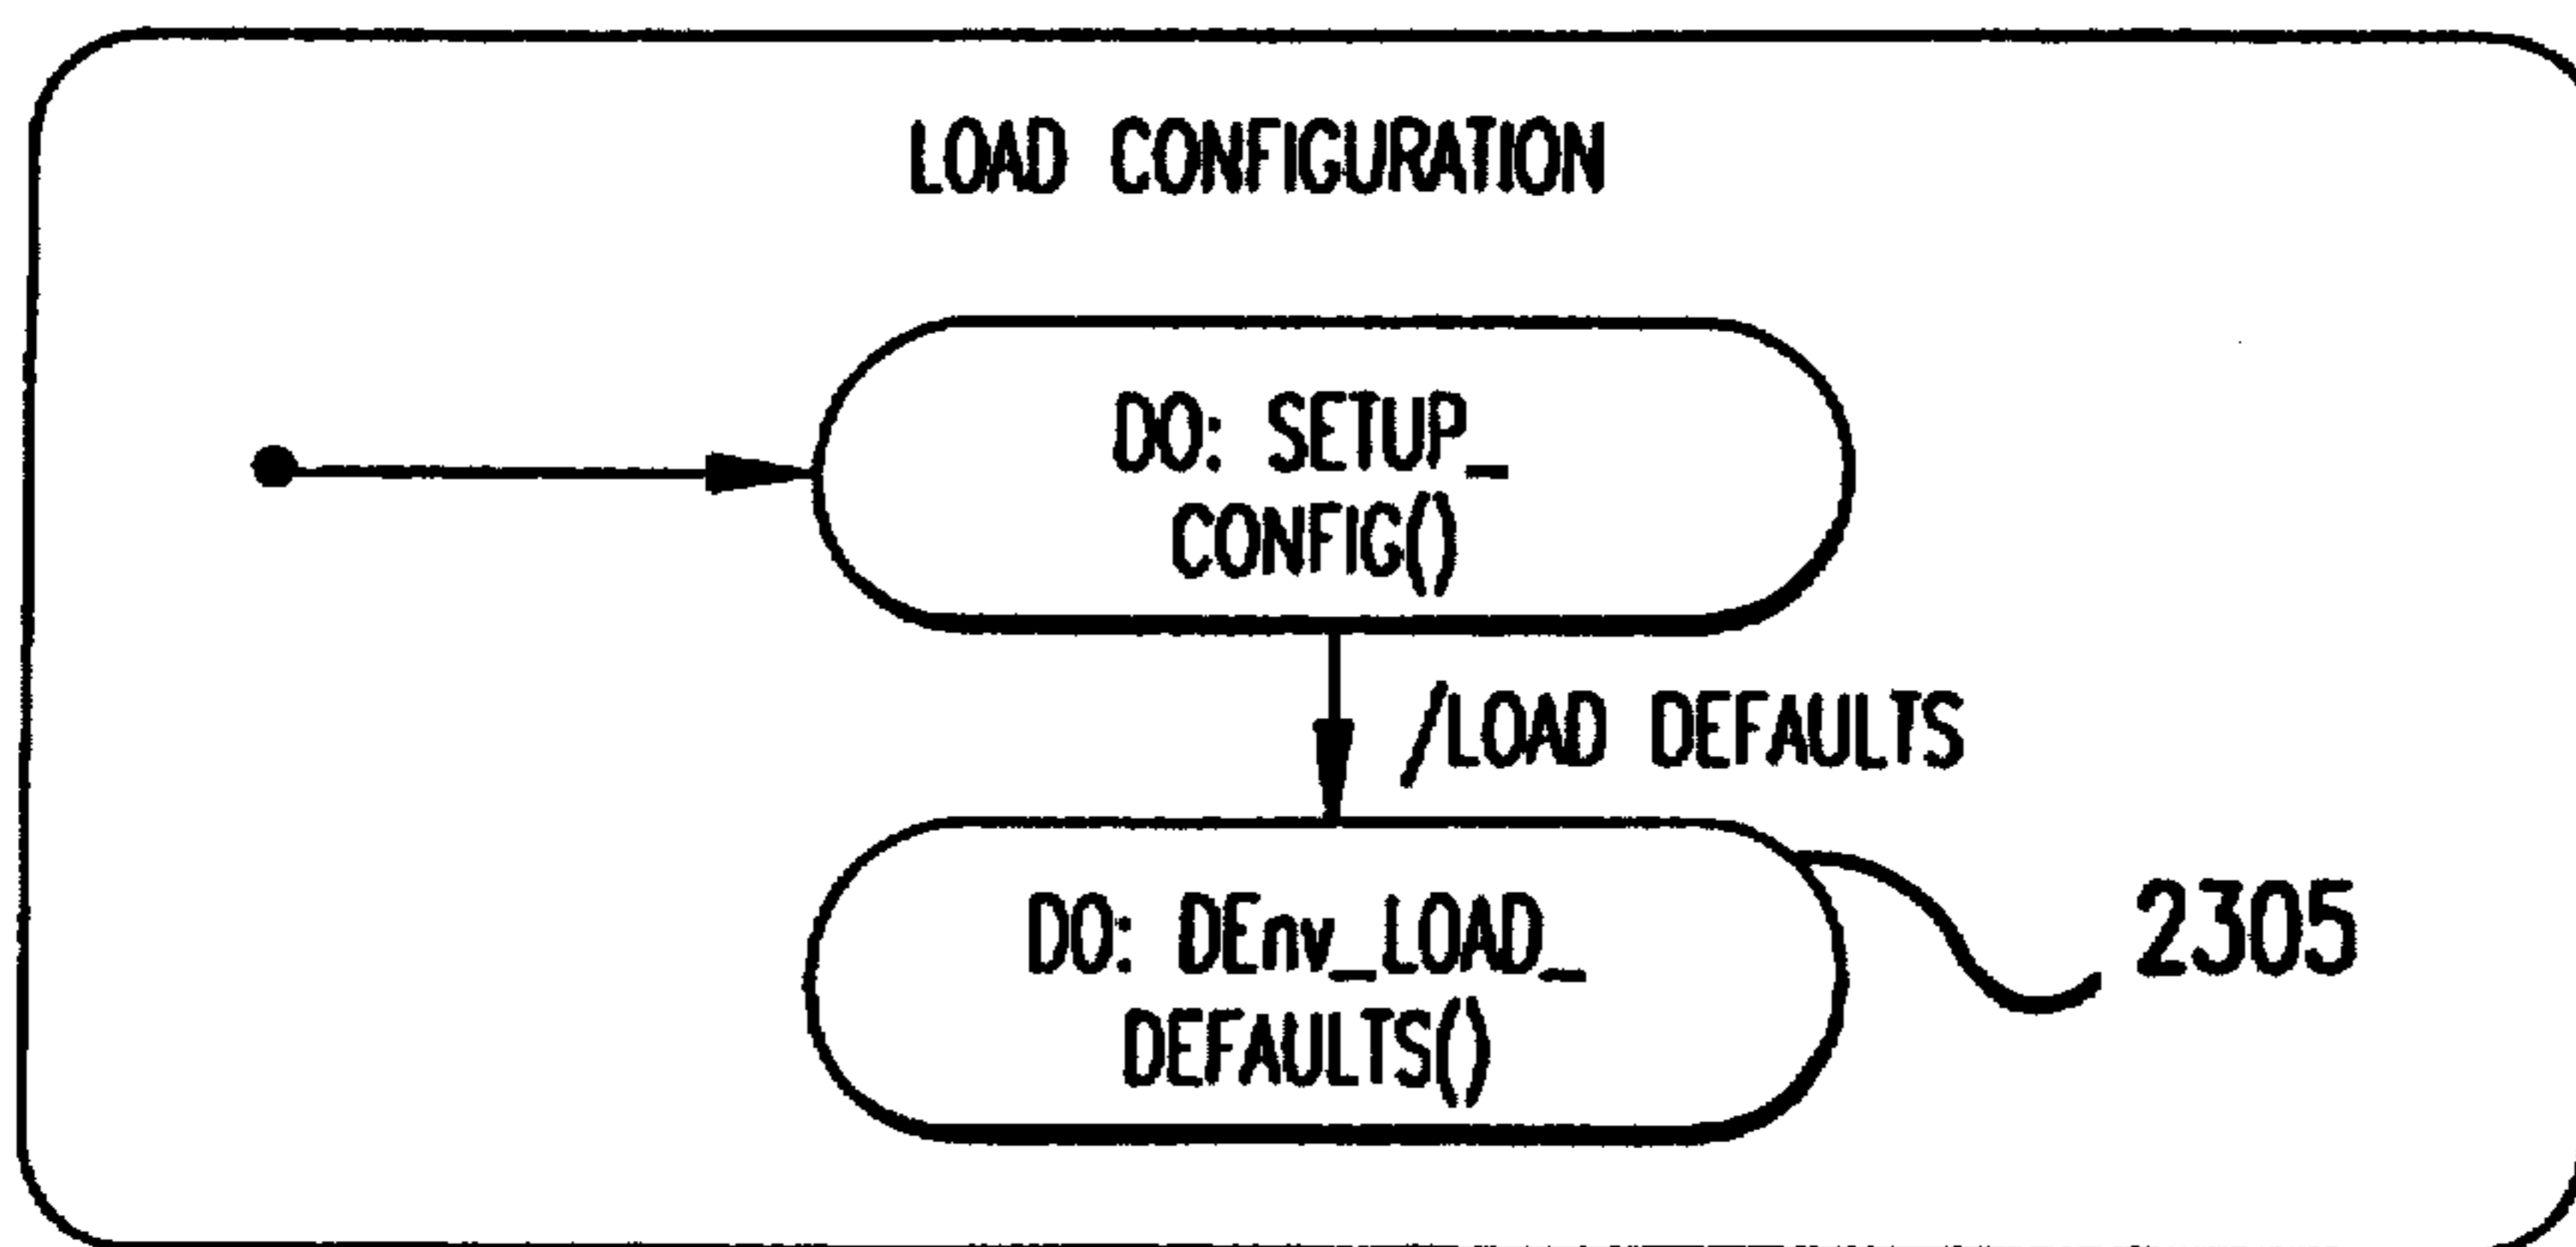 LOAD CONFIGURATION
DO: SETUP_
CONFIG()
/LOAD DEFAULTS
DO: DEnv_LOAD_
DEFAULTS()
2305